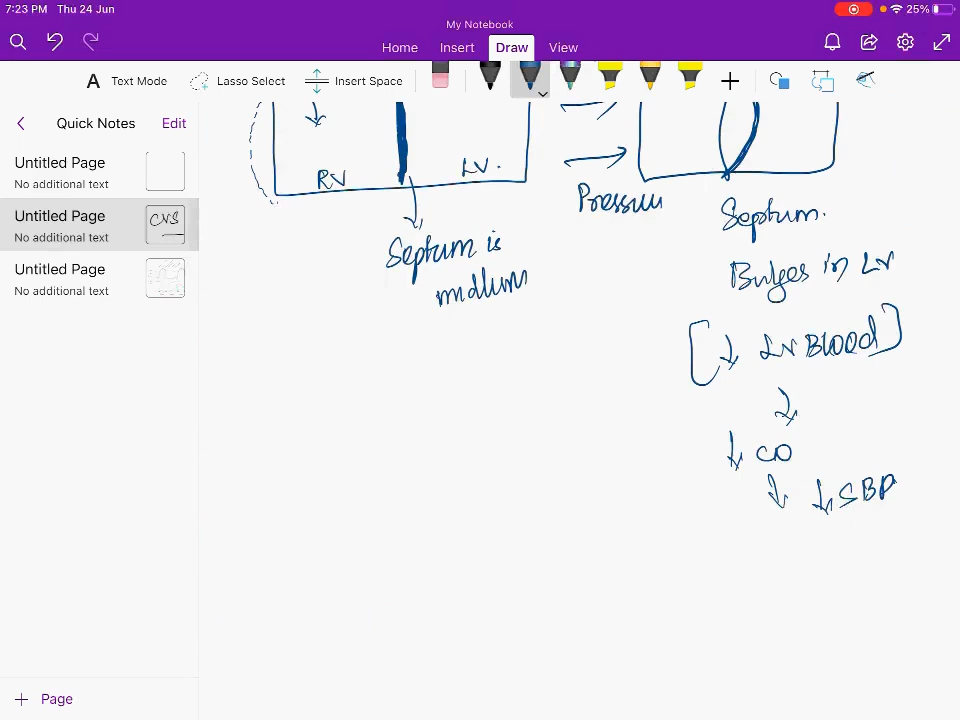 7:23 PM Thu 24 Jun
25%
My Notebook
Home Insert Draw View
Text Mode Lasso Select Insert Space
Quick Notes Edit
Untitled Page
No additional text
Untitled Page
No additional text
CVS
Untitled Page
No additional text
Page
RV LV.
Septum is
midline
Pressure
Septum.
Bulges in LV
[↓ LV Blood]
↓
↓ CO
↓ ↓ SBP